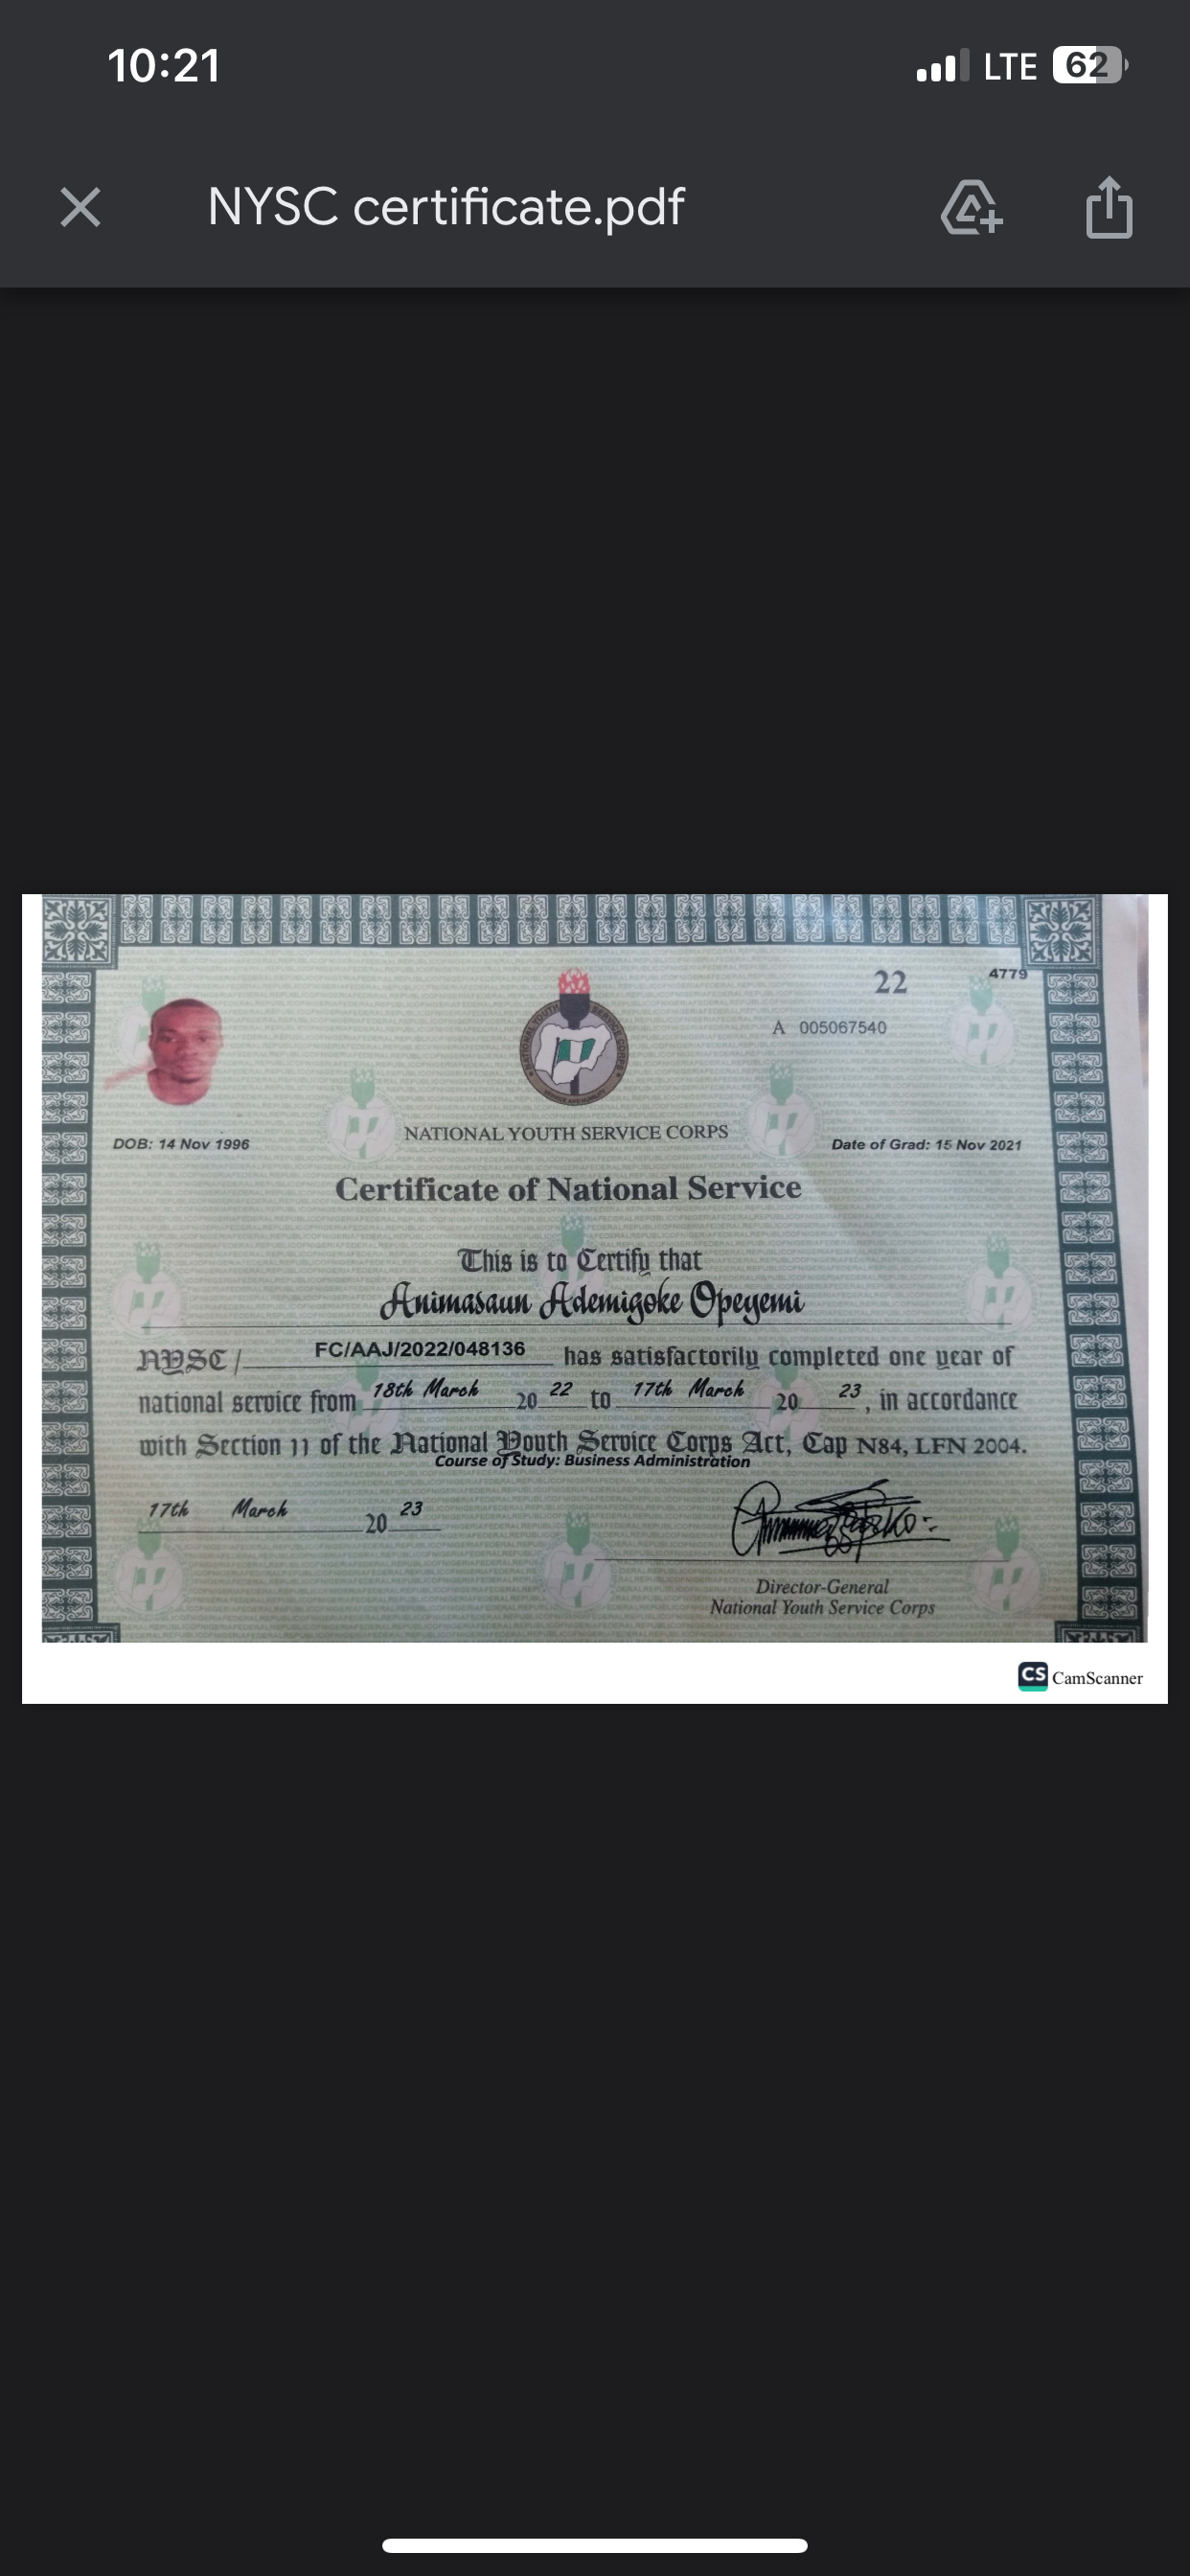 10:21 LTE 62
NYSC certificate.pdf
22 4779
A 005067540
NATIONAL YOUTH SERVICE CORPS
DOB: 14 Nov 1996
NATIONAL YOUTH SERVICE CORPS
Date of Grad: 15 Nov 2021
Certificate of National Service
This is to Certify that
Animasaun Ademigoke Opeyemi
NYSC/ FC/AAJ/2022/048136 has satisfactorily completed one year of
national service from 18th March 20 22 to 17th March 20 23, in accordance
with Section 11 of the National Youth Service Corps Act, Cap N84, LFN 2004.
Course of Study: Business Administration
17th March 20 23
Director-General
National Youth Service Corps
CS CamScanner